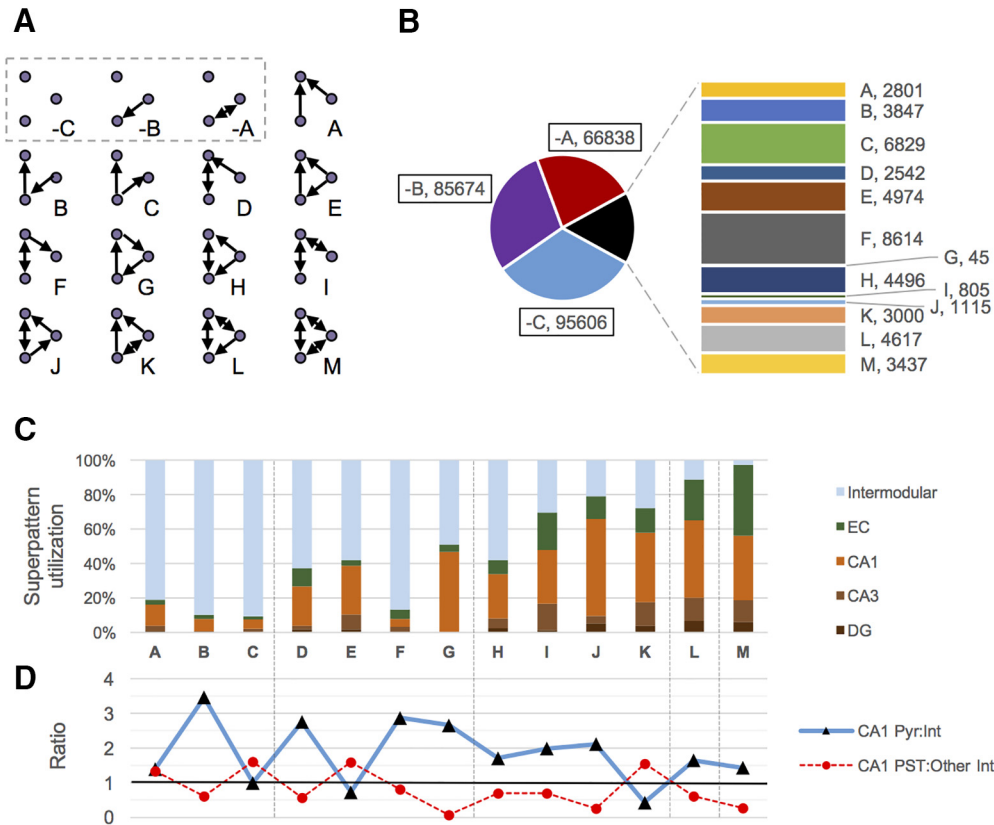 A
-C
-B
-A
A
B
C
D
E
F
G
H
I
J
K
L
M
B
-A, 66838
-B, 85674
-C, 95606
A, 2801
B, 3847
C, 6829
D, 2542
E, 4974
F, 8614
G, 45
H, 4496
I, 805
J, 1115
K, 3000
L, 4617
M, 3437
C
Superpattern
utilization
100%
80%
60%
40%
20%
0%
A B C D E F G H I J K L M
Intermodular
EC
CA1
CA3
DG
D
Ratio
4
3
2
1
0
CA1 Pyr:Int
CA1 PST:Other Int